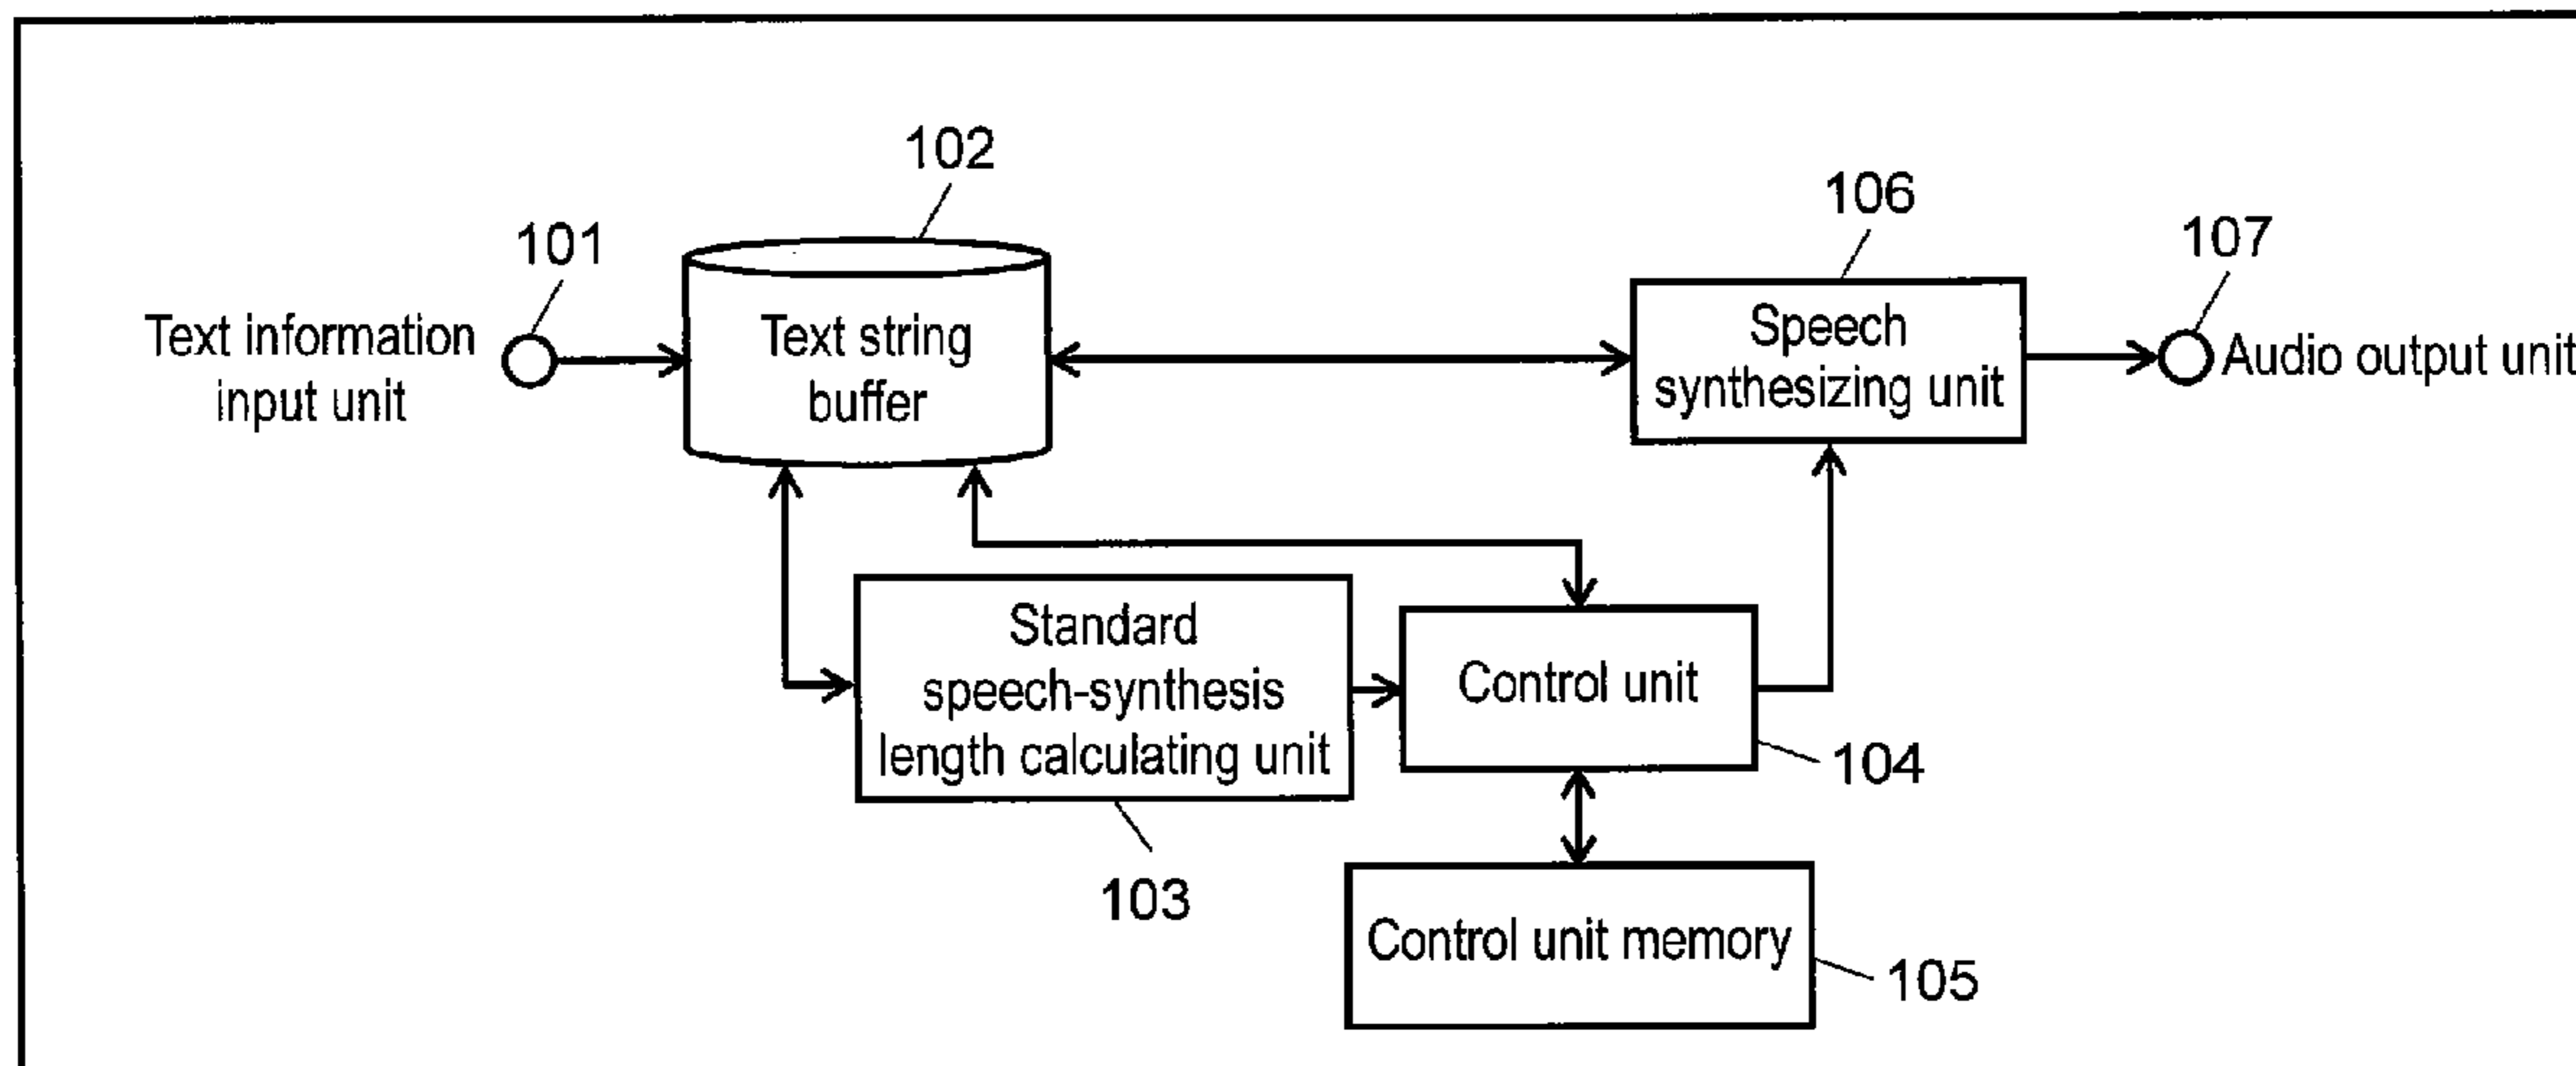 102
106
101
107
Text information
input unit
Text string
buffer
Speech
synthesizing unit
Audio output unit
Standard
speech-synthesis
length calculating unit
Control unit
104
103
Control unit memory
105